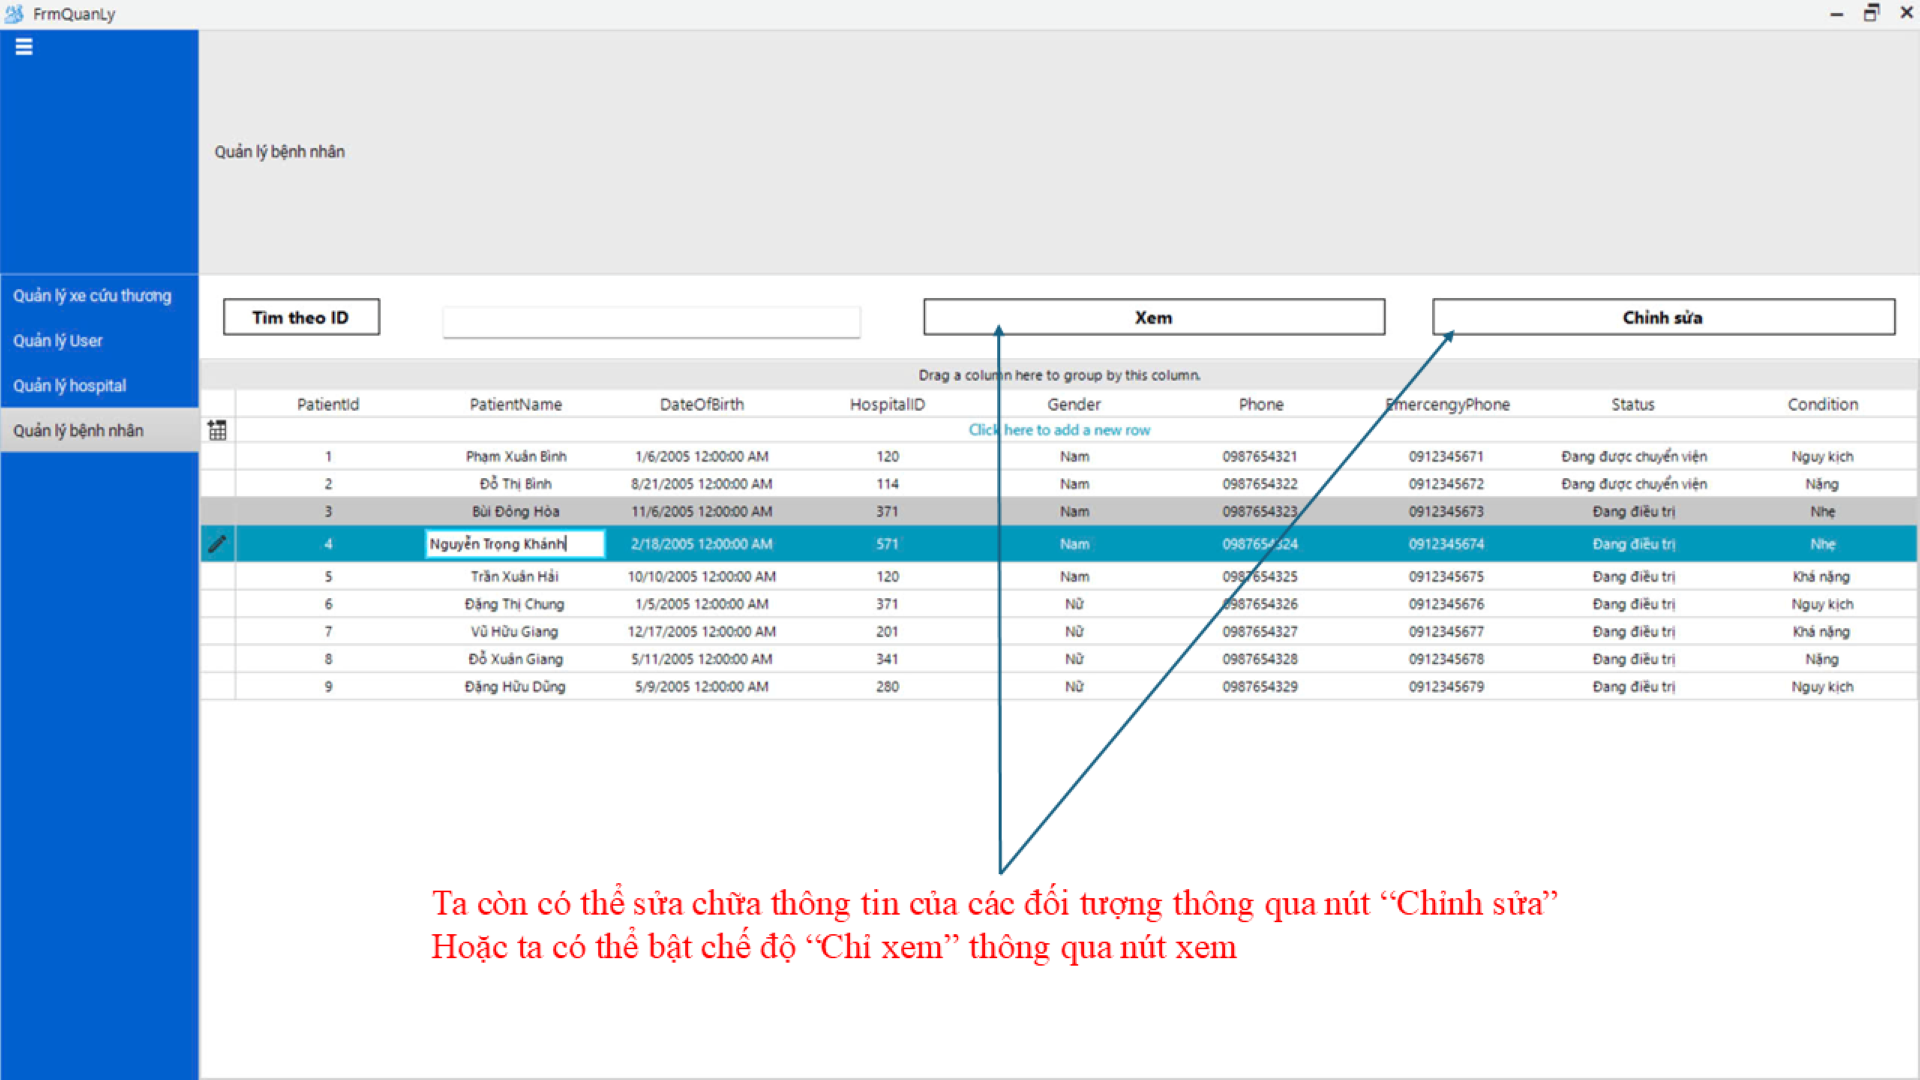 FrmQuanLy
Quản lý bệnh nhân
Quản lý xe cứu thương
Quản lý User
Quản lý hospital
Quản lý bệnh nhân
Tìm theo ID
Xem
Chỉnh sửa
Drag a column here to group by this column.
PatientId PatientName DateOfBirth HospitalID Gender Phone EmercengyPhone Status Condition
Click here to add a new row
1 Phạm Xuân Bình 1/6/2005 12:00:00 AM 120 Nam 0987654321 0912345671 Đang được chuyển viện Nguy kịch
2 Đỗ Thị Bình 8/21/2005 12:00:00 AM 114 Nam 0987654322 0912345672 Đang được chuyển viện Nặng
3 Bùi Đông Hòa 11/6/2005 12:00:00 AM 371 Nam 0987654323 0912345673 Đang điều trị Nhẹ
4 Nguyễn Trọng Khánh 2/18/2005 12:00:00 AM 571 Nam 0987654324 0912345674 Đang điều trị Nhẹ
5 Trần Xuân Hải 10/10/2005 12:00:00 AM 120 Nam 0987654325 0912345675 Đang điều trị Khá nặng
6 Đặng Thị Chung 1/5/2005 12:00:00 AM 371 Nữ 0987654326 0912345676 Đang điều trị Nguy kịch
7 Vũ Hữu Giang 12/17/2005 12:00:00 AM 201 Nữ 0987654327 0912345677 Đang điều trị Khá nặng
8 Đỗ Xuân Giang 5/11/2005 12:00:00 AM 341 Nữ 0987654328 0912345678 Đang điều trị Nặng
9 Đặng Hữu Dũng 5/9/2005 12:00:00 AM 280 Nữ 0987654329 0912345679 Đang điều trị Nguy kịch
Ta còn có thể sửa chữa thông tin của các đối tượng thông qua nút “Chỉnh sửa”
Hoặc ta có thể bật chế độ “Chỉ xem” thông qua nút xem